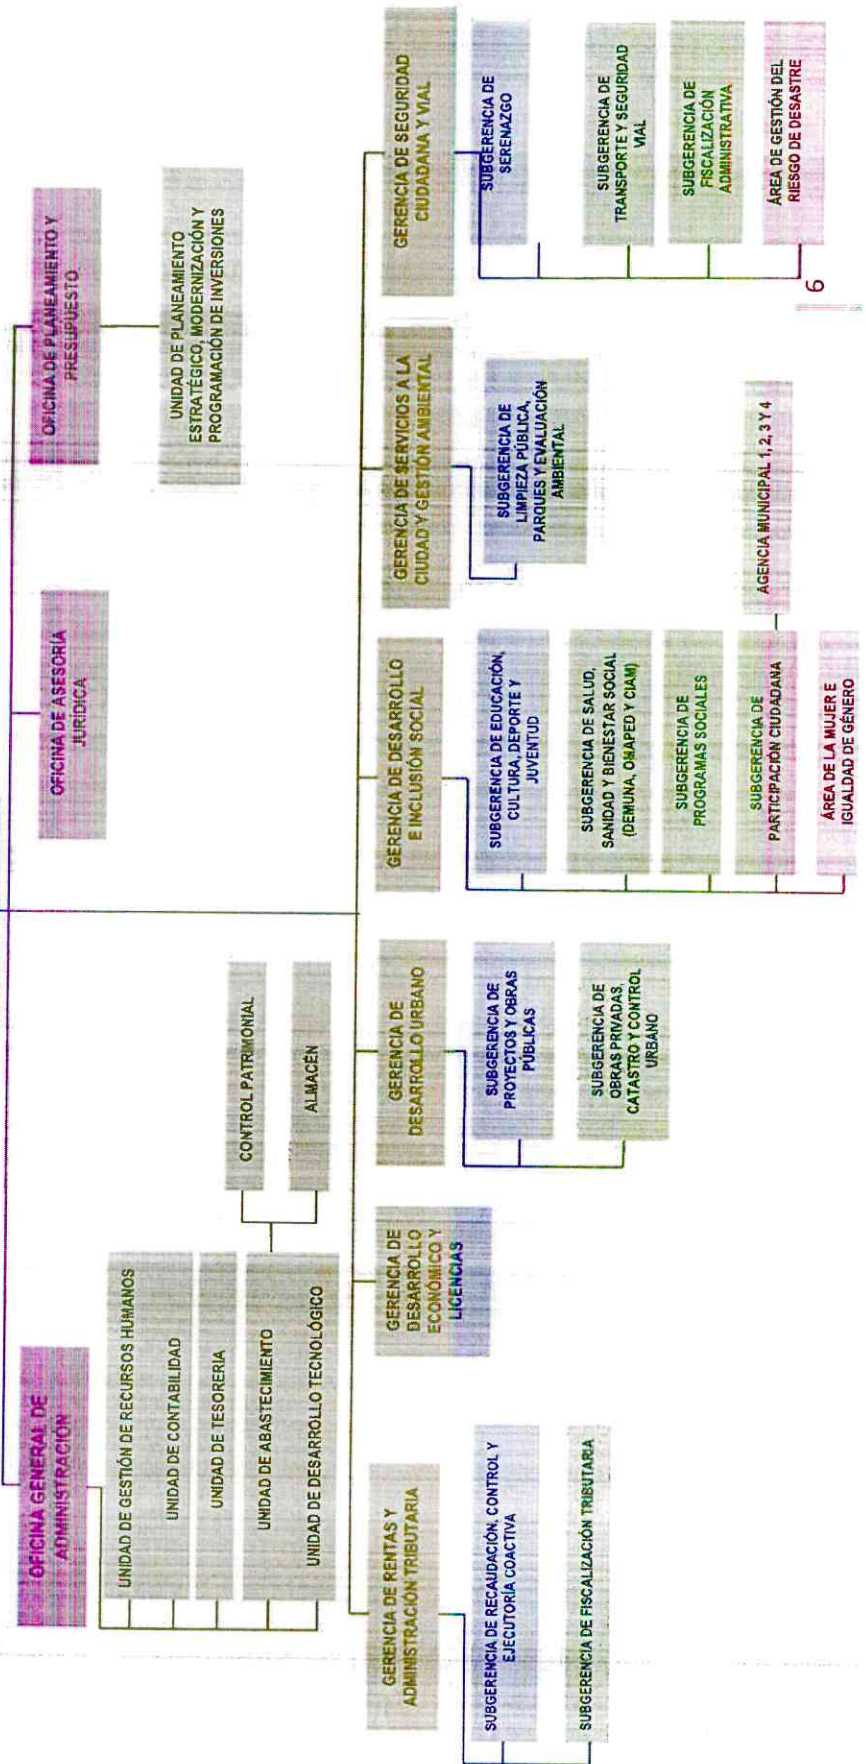 OFICINA GENERAL DE
ADMINISTRACIÓN
OFICINA DE ASESORÍA
JURIDICA
OFICINA DE PLANEAMIENTO Y
PRESUPUESTO
UNIDAD DE GESTIÓN DE RECURSOS HUMANOS
UNIDAD DE CONTABILIDAD
UNIDAD DE TESORERIA
UNIDAD DE ABASTECIMIENTO
UNIDAD DE DESARROLLO TECNOLÓGICO
CONTROL PATRIMONIAL
ALMACÉN
UNIDAD DE PLANEAMIENTO
ESTRATÉGICO, MODERNIZACIÓN Y
PROGRAMACIÓN DE INVERSIONES
GERENCIA DE RENTAS Y
ADMINISTRACIÓN TRIBUTARIA
SUBGERENCIA DE RECAUDACIÓN, CONTROL Y
EJECUTORÍA COACTIVA
SUBGERENCIA DE FISCALIZACIÓN TRIBUTARIA
GERENCIA DE
DESARROLLO
ECONÓMICO Y
LICENCIAS
GERENCIA DE
DESARROLLO URBANO
SUBGERENCIA DE
PROYECTOS Y OBRAS
PÚBLICAS
SUBGERENCIA DE
OBRAS PRIVADAS,
CATASTRO Y CONTROL
URBANO
GERENCIA DE DESARROLLO
E INCLUSIÓN SOCIAL
SUBGERENCIA DE EDUCACIÓN,
CULTURA, DEPORTE Y
JUVENTUD
SUBGERENCIA DE SALUD,
SANIDAD Y BIENESTAR SOCIAL
(DEMUNA, OMAPED Y CIAM)
SUBGERENCIA DE
PROGRAMAS SOCIALES
SUBGERENCIA DE
PARTICIPACIÓN CIUDADANA
AGENCIA MUNICIPAL 1, 2, 3 Y 4
ÁREA DE LA MUJER E
IGUALDAD DE GÉNERO
GERENCIA DE SERVICIOS A LA
CIUDAD Y GESTIÓN AMBIENTAL
SUBGERENCIA DE
LIMPIEZA PÚBLICA,
PARQUES Y EVALUACIÓN
AMBIENTAL
GERENCIA DE SEGURIDAD
CIUDADANA Y VIAL
SUBGERENCIA DE
SERENAZGO
SUBGERENCIA DE
TRANSPORTE Y SEGURIDAD
VIAL
SUBGERENCIA DE
FISCALIZACIÓN
ADMINISTRATIVA
ÁREA DE GESTIÓN DEL
RIESGO DE DESASTRE
6